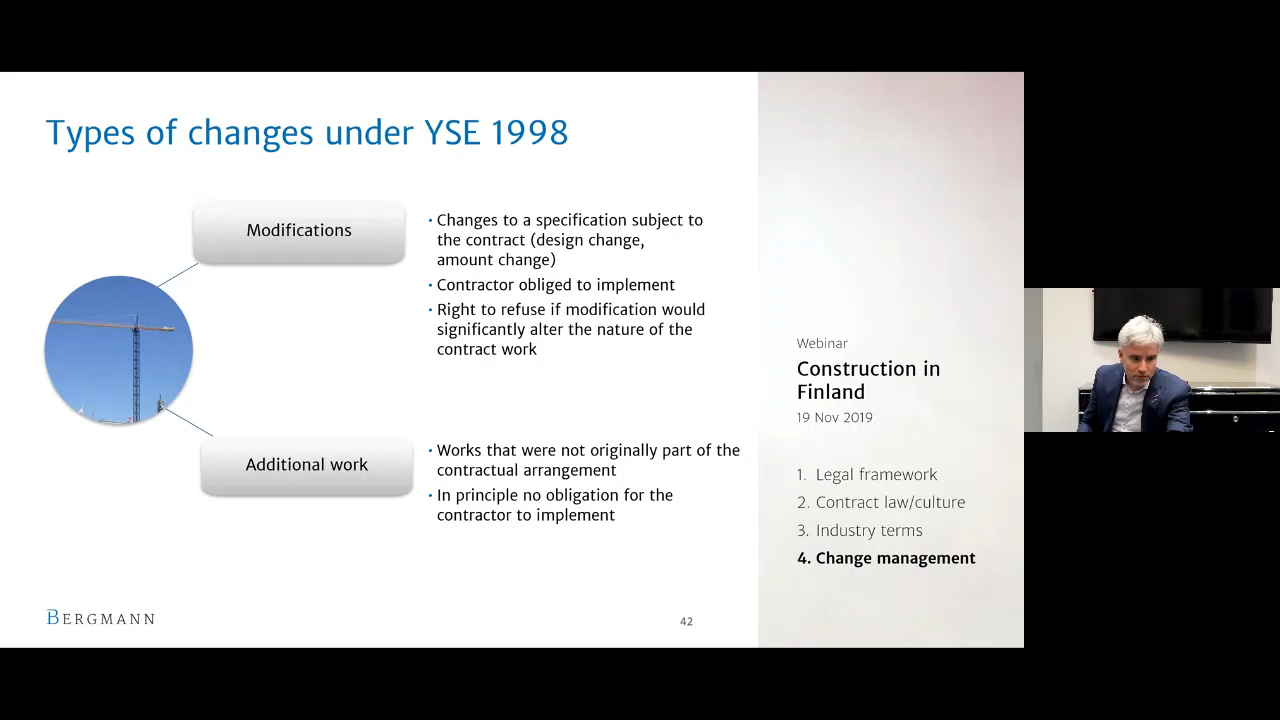 Types of changes under YSE 1998
Modifications
• Changes to a specification subject to
the contract (design change,
amount change)
• Contractor obliged to implement
• Right to refuse if modification would
significantly alter the nature of the
contract work
Additional work
• Works that were not originally part of the
contractual arrangement
• In principle no obligation for the
contractor to implement
BERGMANN
42
Webinar
Construction in
Finland
19 Nov 2019
1. Legal framework
2. Contract law/culture
3. Industry terms
4. Change management